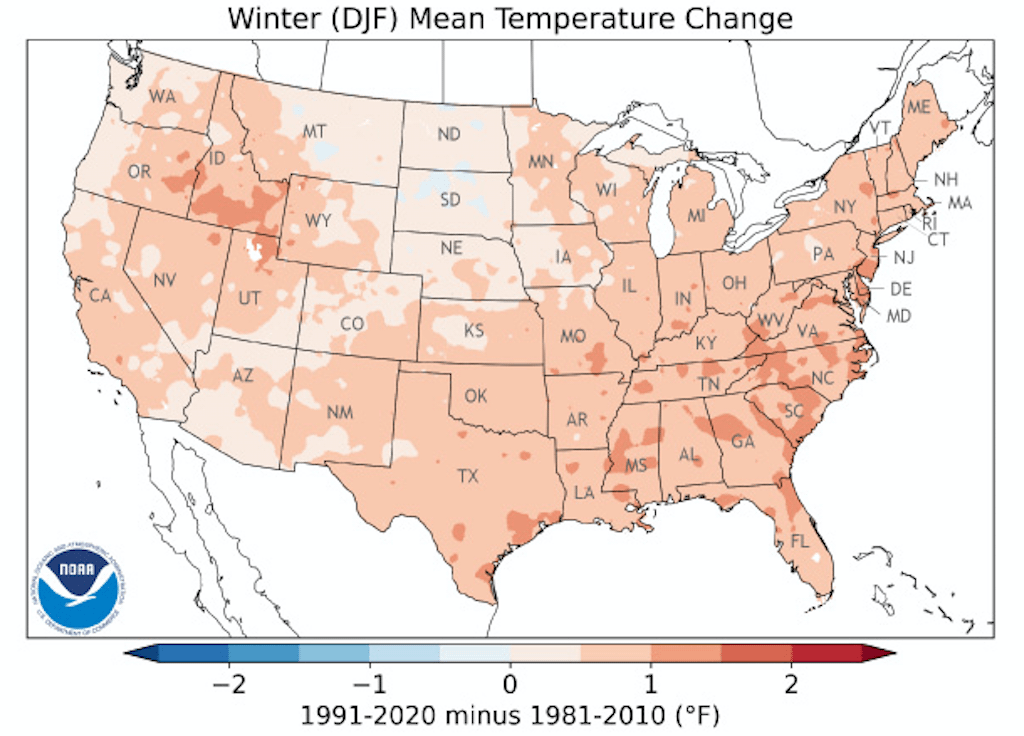 Winter (DJF) Mean Temperature Change
WA
MT
ND
MN
ME
VT
OR
ID
SD
WI
MI
NY
NH
MA
RI
CT
WY
NE
IA
PA
NJ
NV
UT
CO
KS
IL
IN
OH
DE
MD
CA
MO
KY
WV
VA
AZ
NM
OK
AR
TN
NC
SC
TX
LA
MS
AL
GA
FL
NOAA
NATIONAL OCEANIC AND ATMOSPHERIC ADMINISTRATION
U.S. DEPARTMENT OF COMMERCE
−2
−1
0
1
2
1991-2020 minus 1981-2010 (°F)